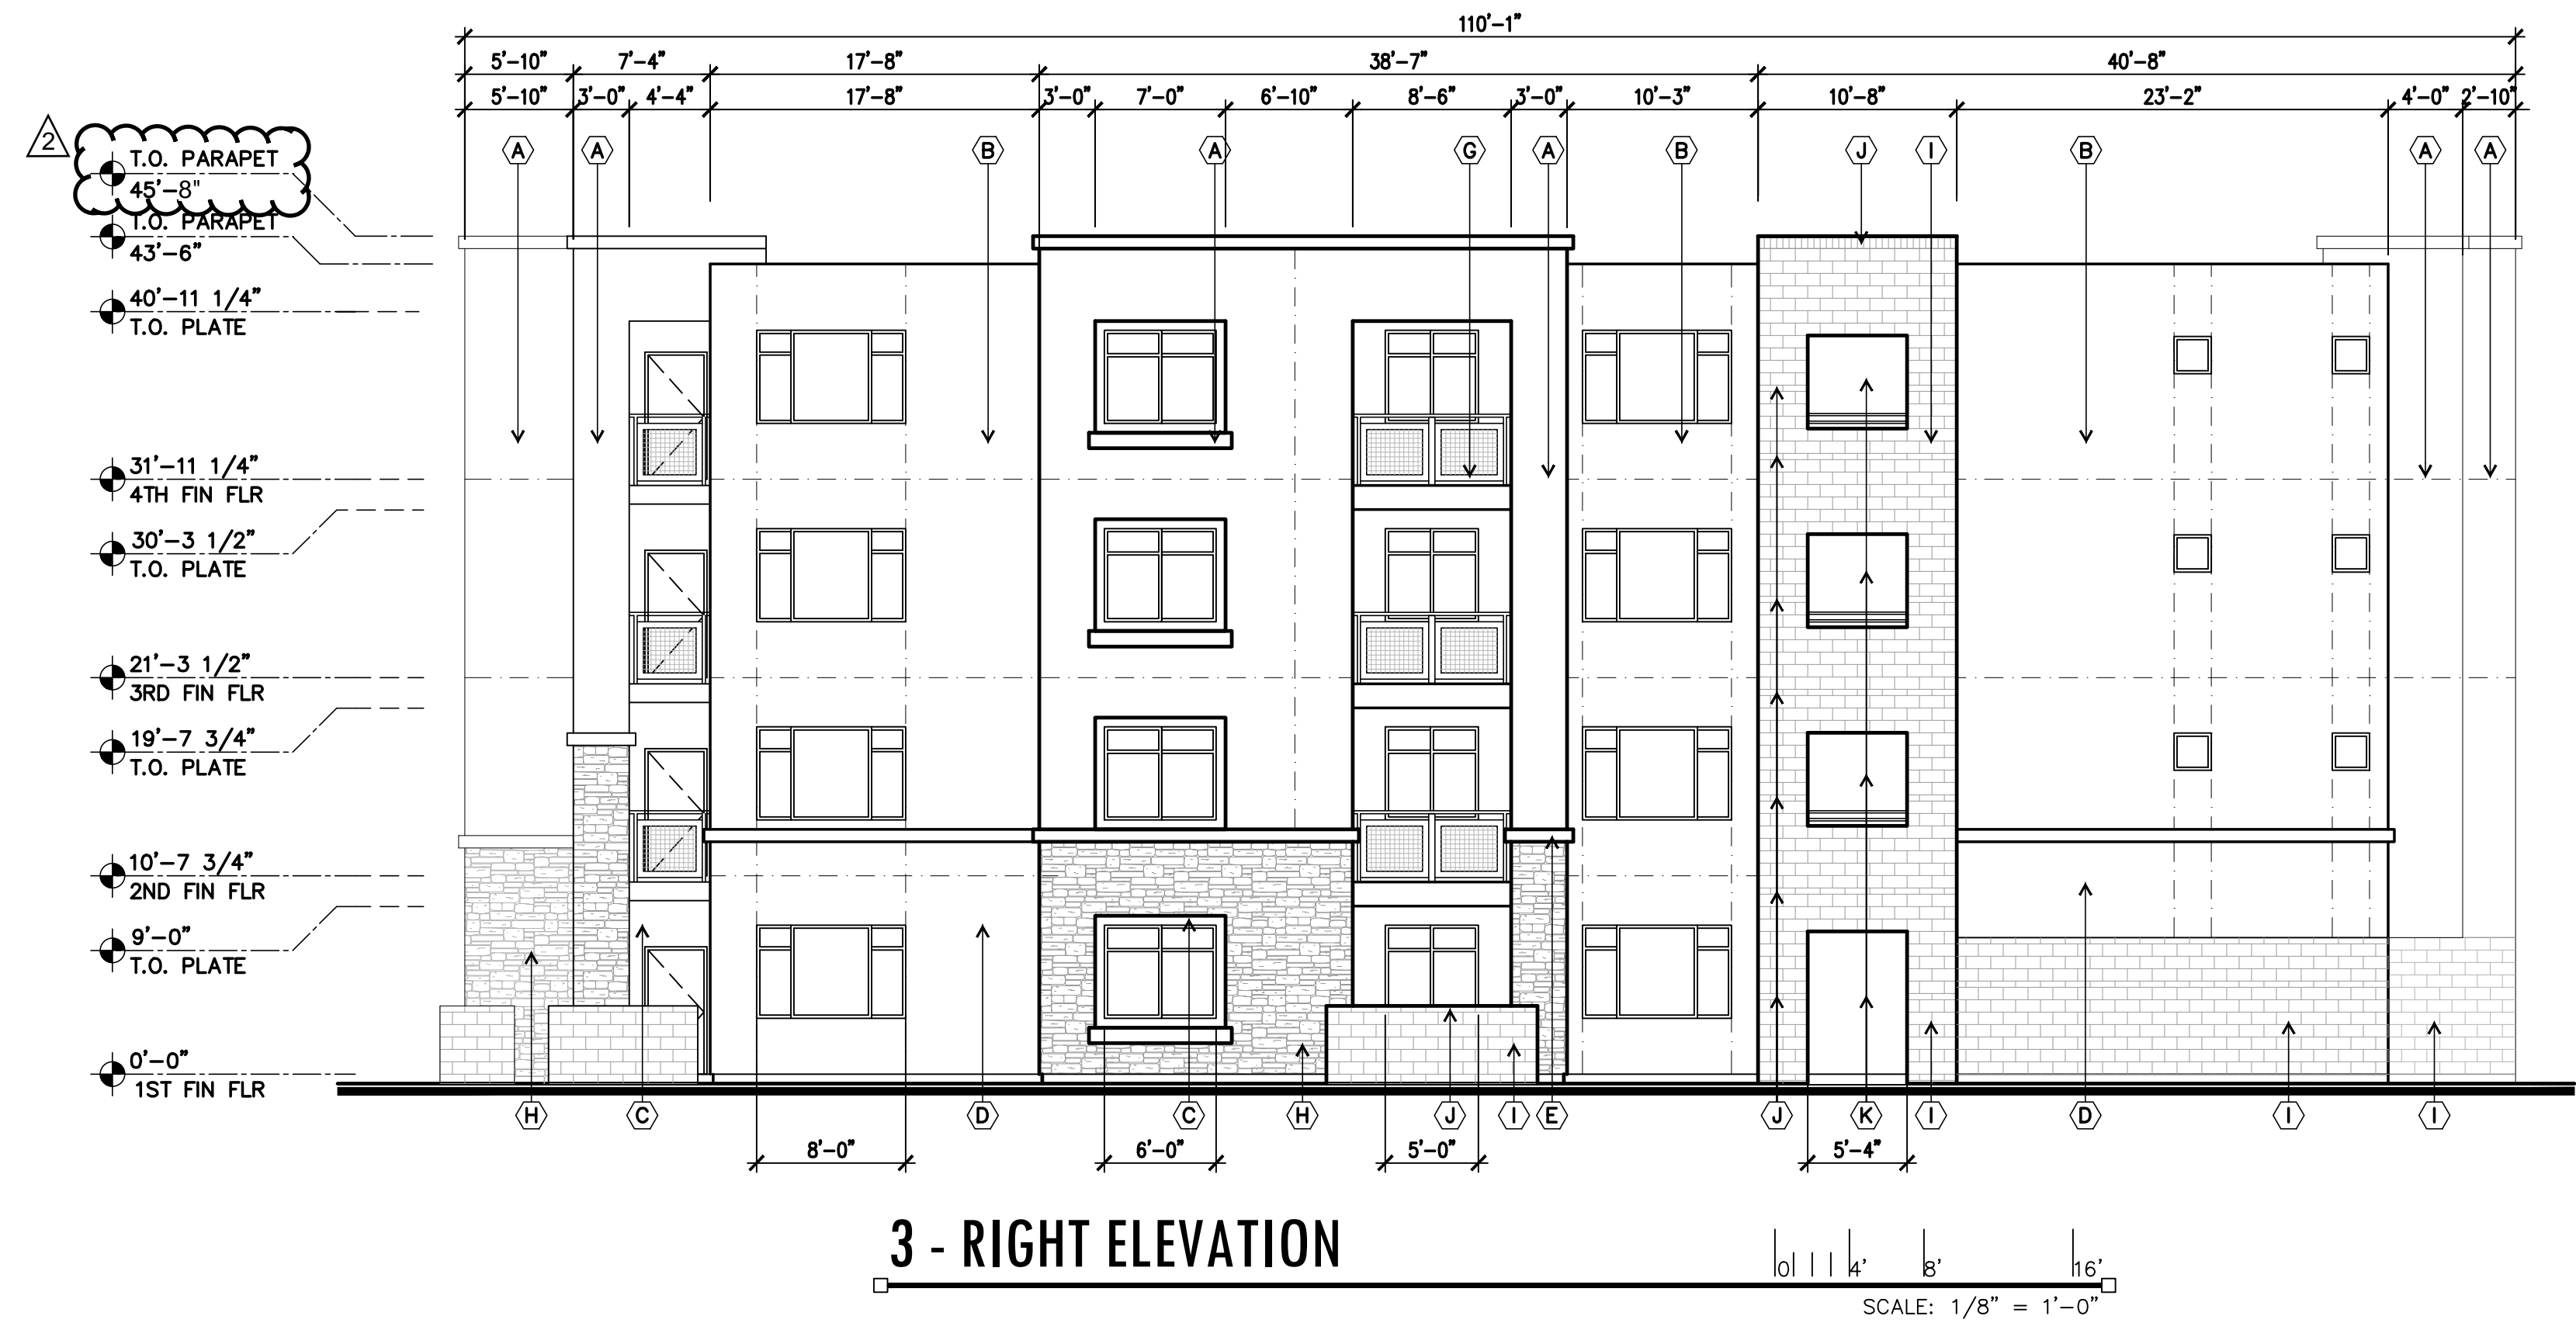 110'-1"
5'-10" 7'-4" 17'-8" 38'-7" 40'-8"
5'-10" 3'-0" 4'-4" 17'-8" 3'-0" 7'-0" 6'-10" 8'-6" 3'-0" 10'-3" 10'-8" 23'-2" 4'-0" 2'-10"
2
A A B A G A B J I B A A
T.O. PARAPET
45'-8"
T.O. PARAPET
43'-6"
40'-11 1/4"
T.O. PLATE
31'-11 1/4"
4TH FIN FLR
30'-3 1/2"
T.O. PLATE
21'-3 1/2"
3RD FIN FLR
19'-7 3/4"
T.O. PLATE
10'-7 3/4"
2ND FIN FLR
9'-0"
T.O. PLATE
0'-0"
1ST FIN FLR
H C D C H J I E J K I D I I
8'-0" 6'-0" 5'-0" 5'-4"
3 - RIGHT ELEVATION
0 4' 8' 16'
SCALE: 1/8" = 1'-0"